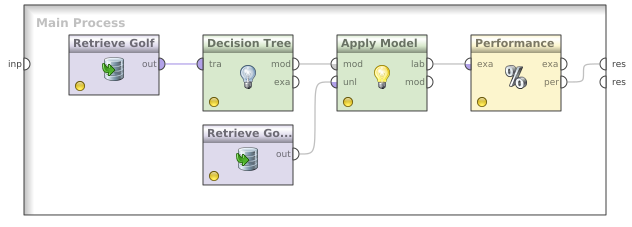 Main Process
Retrieve Golf
out
Decision Tree
tra
mod
exa
Apply Model
mod
lab
unl
mod
Performance
exa
exa
per
inp
res
res
Retrieve Go...
out
%